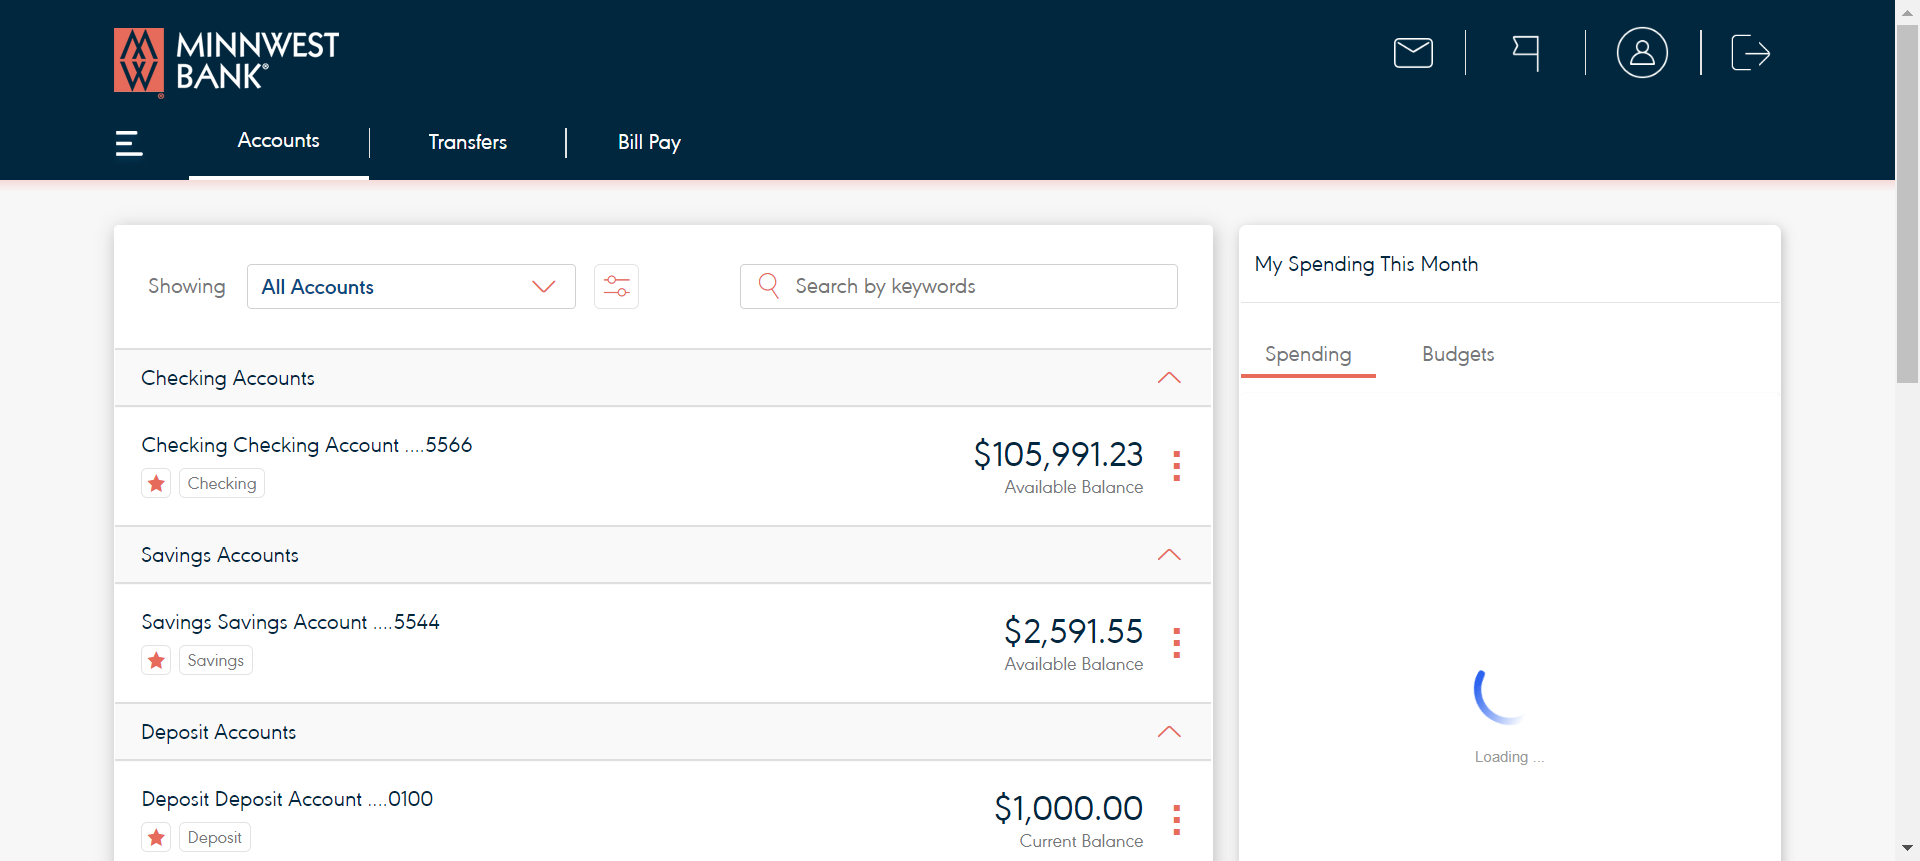 MINNWEST
BANK®
Accounts
Transfers
Bill Pay
Showing
All Accounts
Search by keywords
Checking Accounts
Checking Checking Account ....5566
$105,991.23
Checking
Available Balance
Savings Accounts
Savings Savings Account ....5544
$2,591.55
Savings
Available Balance
Deposit Accounts
Deposit Deposit Account ....0100
$1,000.00
Deposit
Current Balance
My Spending This Month
Spending
Budgets
Loading ...